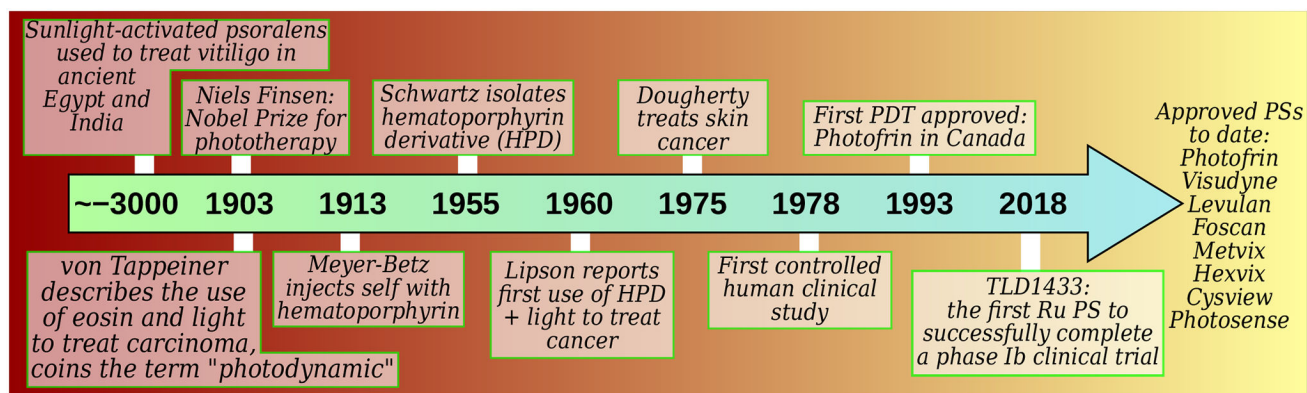 Sunlight-activated psoralens
used to treat vitiligo in
ancient
Egypt and
India
Niels Finsen:
Nobel Prize for
phototherapy
Schwartz isolates
hematoporphyrin
derivative (HPD)
Dougherty
treats skin
cancer
First PDT approved:
Photofrin in Canada
~−3000 1903 1913 1955 1960 1975 1978 1993 2018
von Tappeiner
describes the use
of eosin and light
to treat carcinoma,
coins the term "photodynamic"
Meyer-Betz
injects self with
hematoporphyrin
Lipson reports
first use of HPD
+ light to treat
cancer
First controlled
human clinical
study
TLD1433:
the first Ru PS to
successfully complete
a phase Ib clinical trial
Approved PSs
to date:
Photofrin
Visudyne
Levulan
Foscan
Metvix
Hexvix
Cysview
Photosense